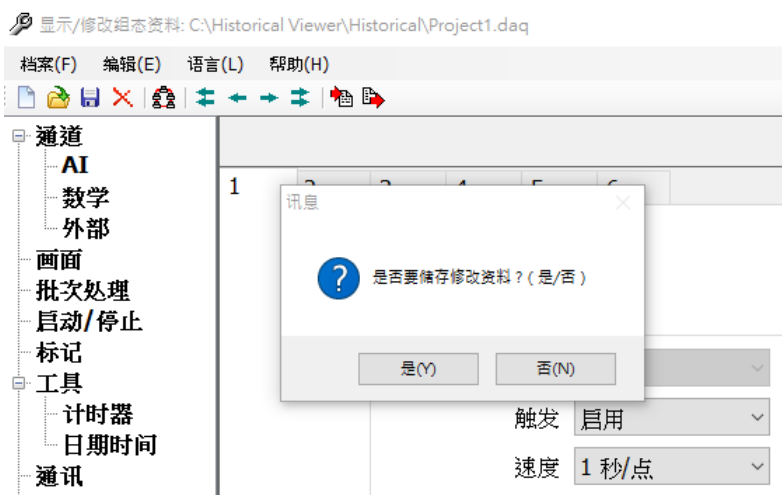 显示/修改组态资料: C:\Historical Viewer\Historical\Project1.daq
档案(F) 编辑(E) 语言(L) 帮助(H)
通道
AI
数学
外部
画面
批次处理
启动/停止
标记
工具
计时器
日期时间
通讯
1
讯息
是否要储存修改资料？( 是/否 )
是(Y) 否(N)
触发 启用
速度 1 秒/点